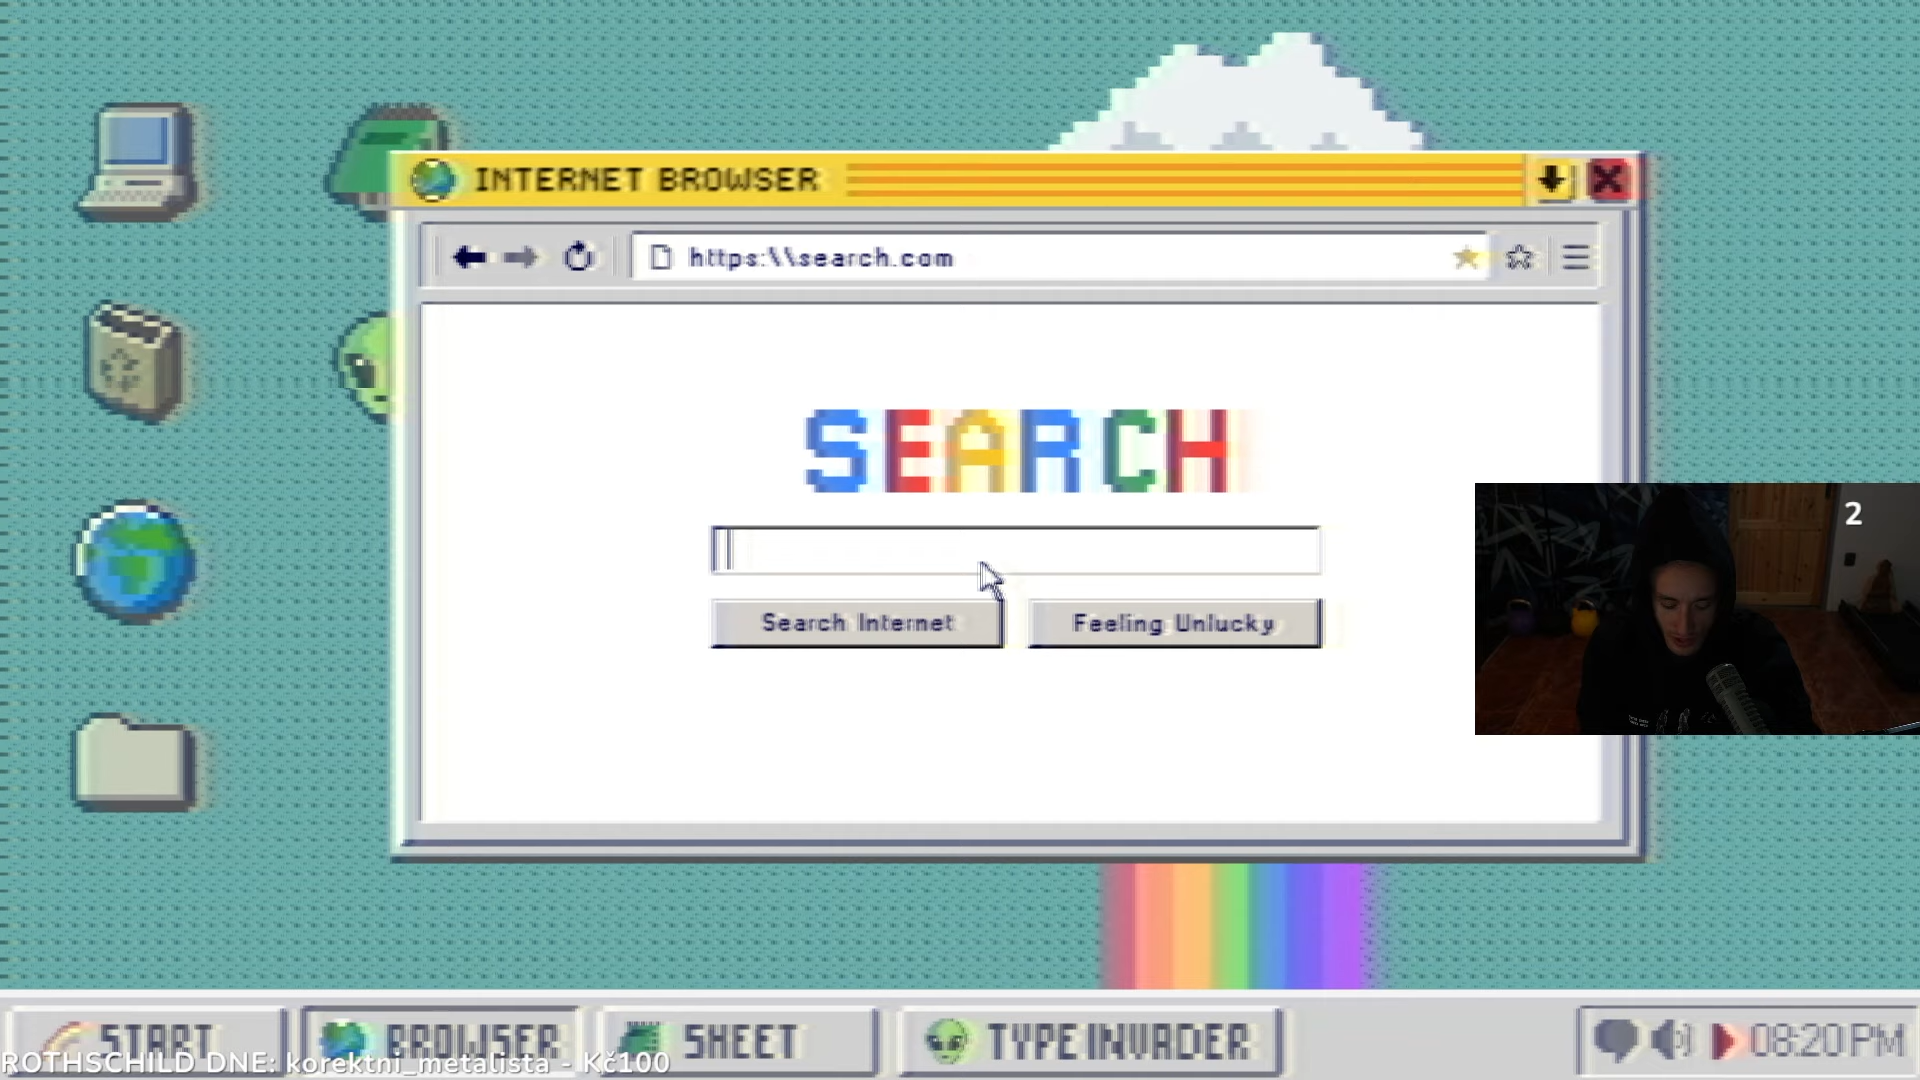 INTERNET BROWSER
https:\\search.com
SEARCH
Search Internet
Feeling Unlucky
2
START
BROWSER
SHEET
TYPE INVADER
08:20 PM
ROTHSCHILD DNE: korektni_metalista - Kč100